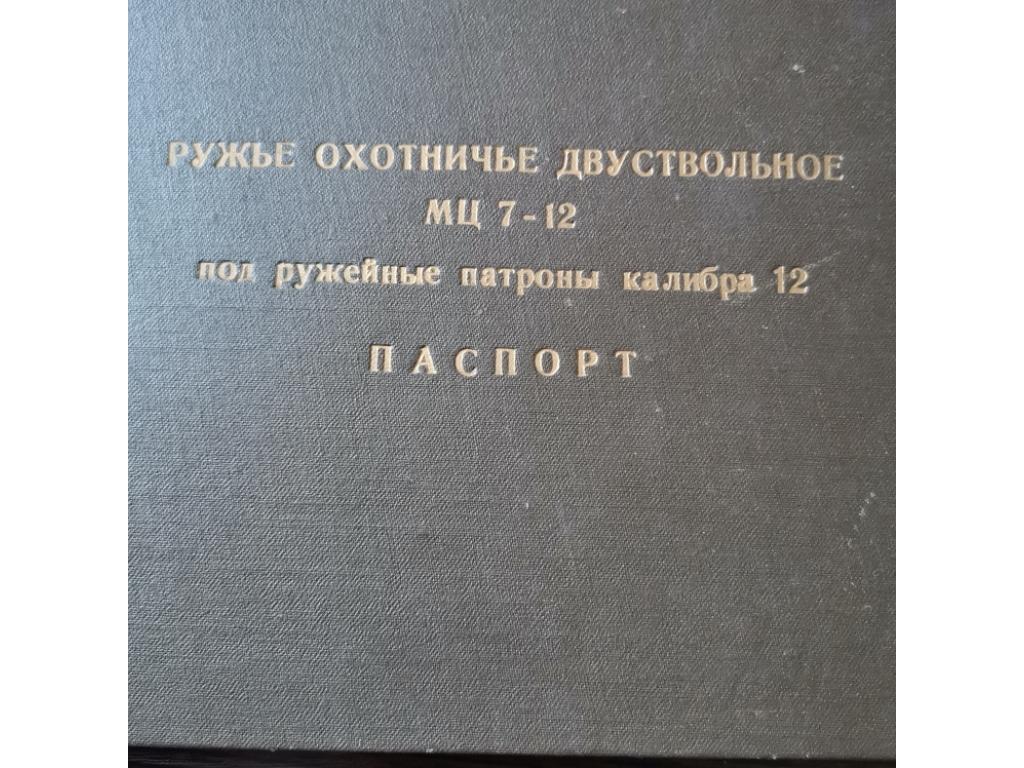 РУЖЬЕ ОХОТНИЧЬЕ ДВУСТВОЛЬНОЕ
МЦ 7-12
под ружейные патроны калибра 12
ПАСПОРТ